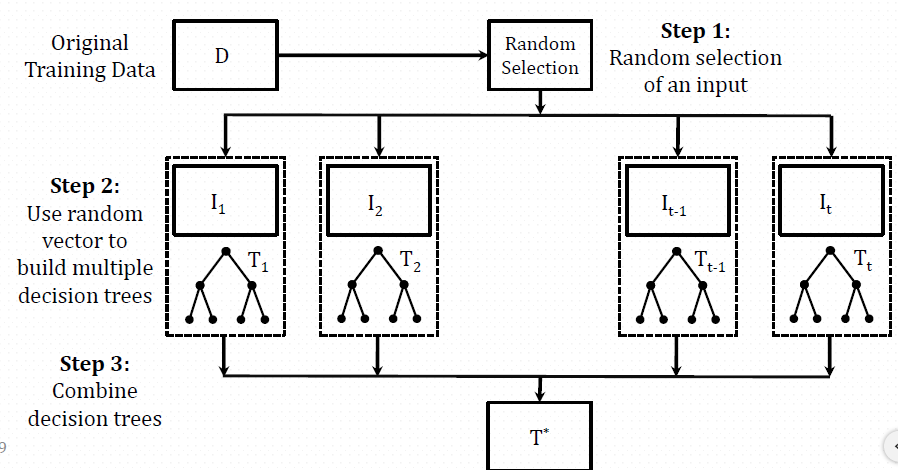 Original
Training Data
D
Random
Selection
Step 1:
Random selection
of an input
Step 2:
Use random
vector to
build multiple
decision trees
I₁
T₁
I₂
T₂
Iₜ₋₁
Tₜ₋₁
Iₜ
Tₜ
Step 3:
Combine
decision trees
T*
9